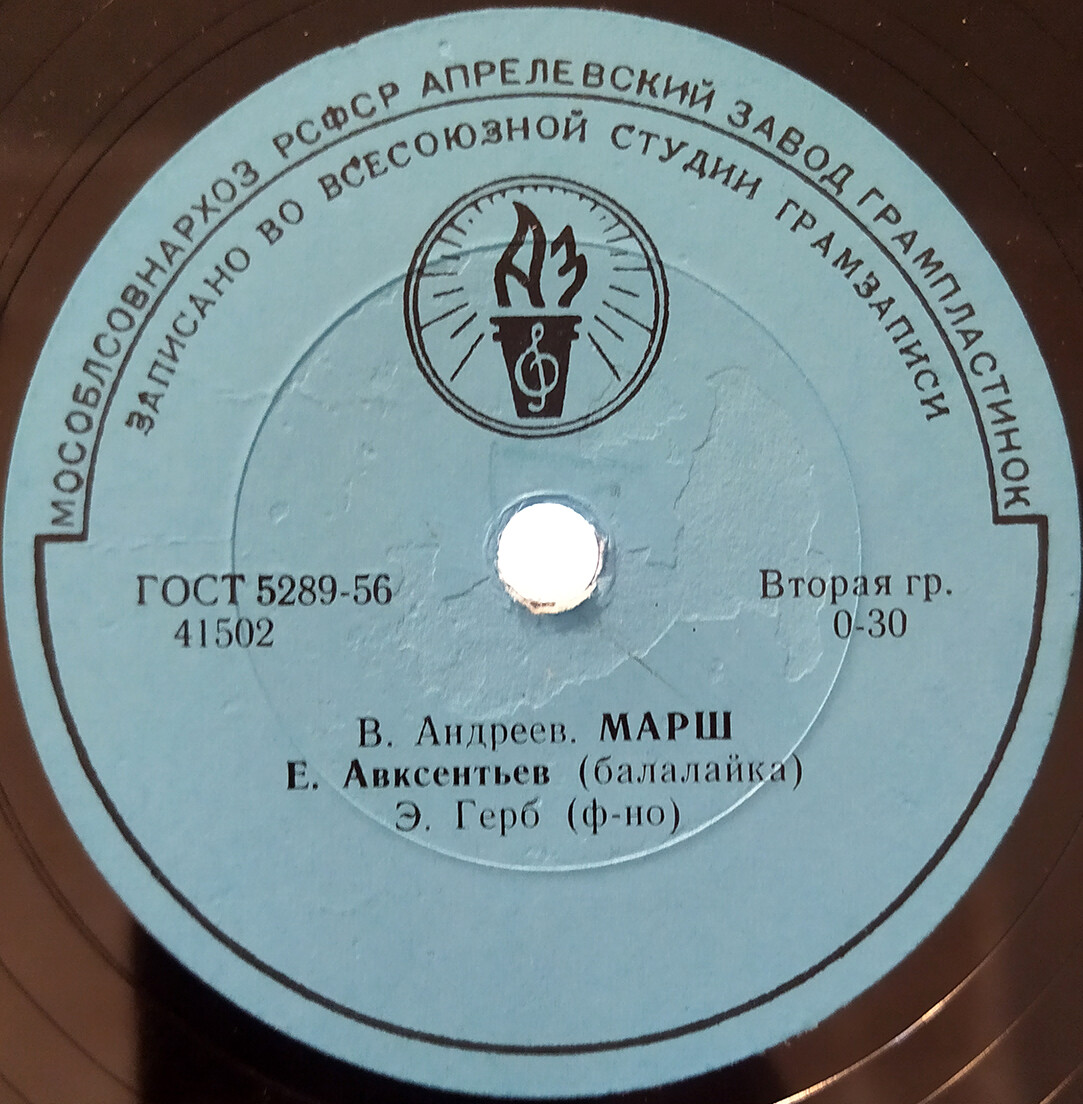 МОСОБЛСОВНАРХОЗ РСФСР АПРЕЛЕВСКИЙ ЗАВОД ГРАМПЛАСТИНОК
ЗАПИСАНО ВО ВСЕСОЮЗНОЙ СТУДИИ ГРАМЗАПИСИ
АЗ
ГОСТ 5289-56
41502
Вторая гр.
0-30
В. Андреев. МАРШ
Е. Авксентьев (балалайка)
Э. Герб (ф-но)